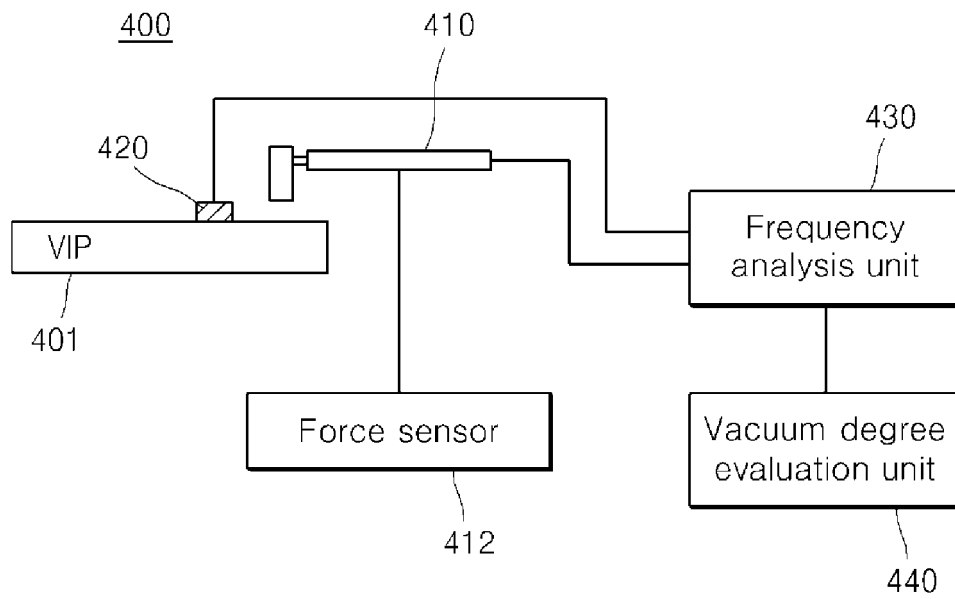 400
410
420
430
VIP
Frequency
analysis unit
401
Force sensor
Vacuum degree
evaluation unit
412
440